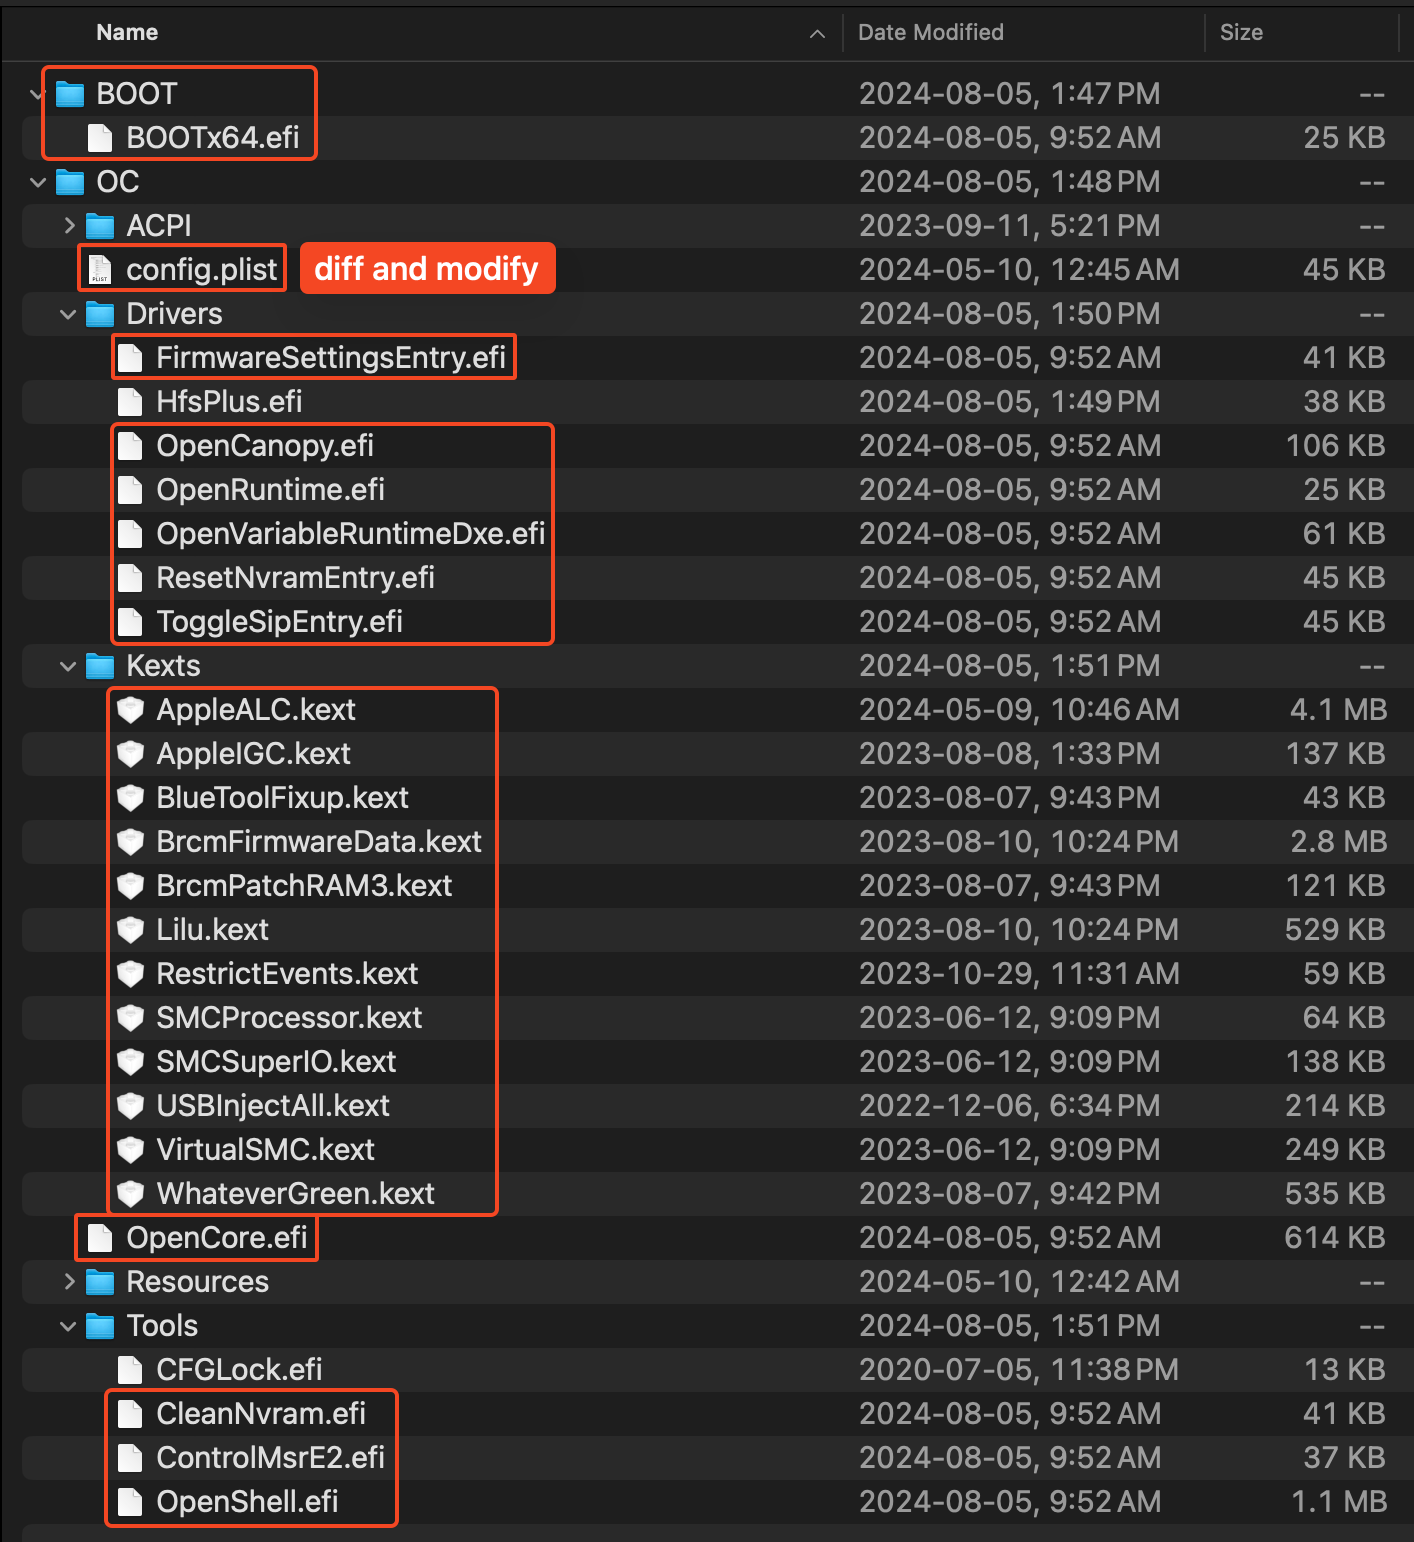 Name Date Modified Size
BOOT 2024-08-05, 1:47 PM --
BOOTx64.efi 2024-08-05, 9:52 AM 25 KB
OC 2024-08-05, 1:48 PM --
ACPI 2023-09-11, 5:21 PM --
config.plist diff and modify 2024-05-10, 12:45 AM 45 KB
Drivers 2024-08-05, 1:50 PM --
FirmwareSettingsEntry.efi 2024-08-05, 9:52 AM 41 KB
HfsPlus.efi 2024-08-05, 1:49 PM 38 KB
OpenCanopy.efi 2024-08-05, 9:52 AM 106 KB
OpenRuntime.efi 2024-08-05, 9:52 AM 25 KB
OpenVariableRuntimeDxe.efi 2024-08-05, 9:52 AM 61 KB
ResetNvramEntry.efi 2024-08-05, 9:52 AM 45 KB
ToggleSipEntry.efi 2024-08-05, 9:52 AM 45 KB
Kexts 2024-08-05, 1:51 PM --
AppleALC.kext 2024-05-09, 10:46 AM 4.1 MB
AppleIGC.kext 2023-08-08, 1:33 PM 137 KB
BlueToolFixup.kext 2023-08-07, 9:43 PM 43 KB
BrcmFirmwareData.kext 2023-08-10, 10:24 PM 2.8 MB
BrcmPatchRAM3.kext 2023-08-07, 9:43 PM 121 KB
Lilu.kext 2023-08-10, 10:24 PM 529 KB
RestrictEvents.kext 2023-10-29, 11:31 AM 59 KB
SMCProcessor.kext 2023-06-12, 9:09 PM 64 KB
SMCSuperIO.kext 2023-06-12, 9:09 PM 138 KB
USBInjectAll.kext 2022-12-06, 6:34 PM 214 KB
VirtualSMC.kext 2023-06-12, 9:09 PM 249 KB
WhateverGreen.kext 2023-08-07, 9:42 PM 535 KB
OpenCore.efi 2024-08-05, 9:52 AM 614 KB
Resources 2024-05-10, 12:42 AM --
Tools 2024-08-05, 1:51 PM --
CFGLock.efi 2020-07-05, 11:38 PM 13 KB
CleanNvram.efi 2024-08-05, 9:52 AM 41 KB
ControlMsrE2.efi 2024-08-05, 9:52 AM 37 KB
OpenShell.efi 2024-08-05, 9:52 AM 1.1 MB